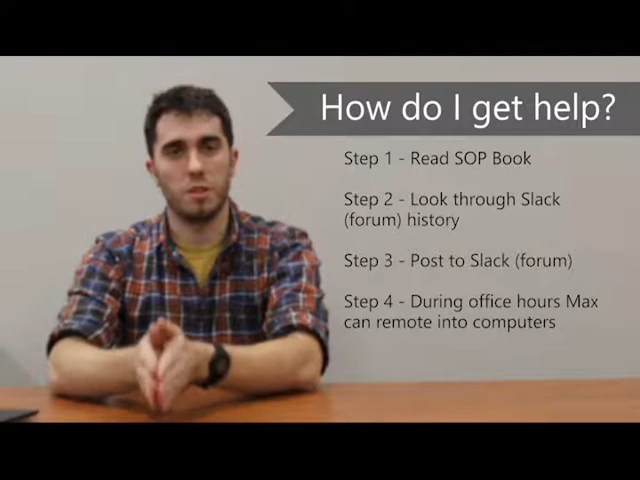 How do I get help?
Step 1 - Read SOP Book
Step 2 - Look through Slack
(forum) history
Step 3 - Post to Slack (forum)
Step 4 - During office hours Max
can remote into computers